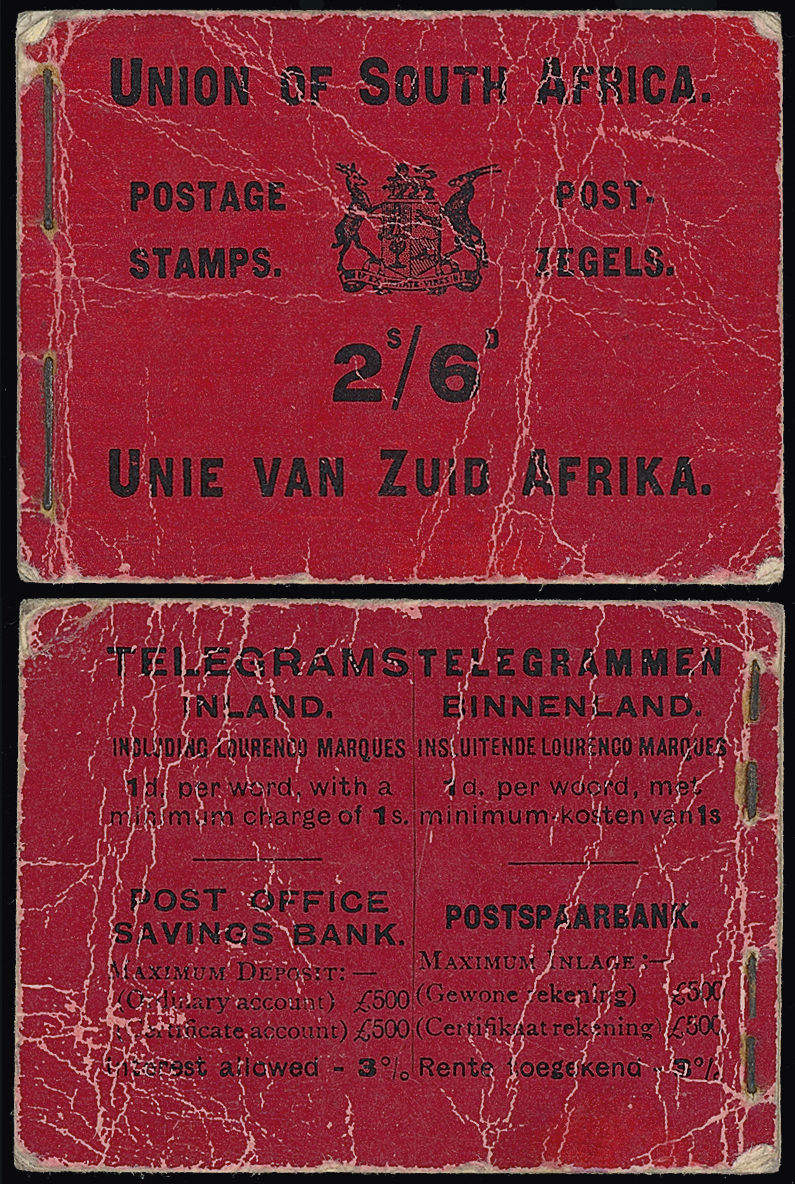 UNION OF SOUTH AFRICA.
POSTAGE
STAMPS.
POST-
ZEGELS.
2S/6D
UNIE VAN ZUID AFRIKA.
TELEGRAMS
INLAND.
INCLUDING LOURENCO MARQUES
1d. per word, with a
minimum charge of 1s.
POST OFFICE
SAVINGS BANK.
MAXIMUM DEPOSIT:—
(Ordinary account) £500
(Certificate account) £500
Interest allowed - 3%
TELEGRAMMEN
BINNENLAND.
INSLUITENDE LOURENCO MARQUES
1d. per woord, met
minimum-kosten van 1s
POSTSPAARBANK.
MAXIMUM INLAGE:—
(Gewone rekening) £500
(Certifikaat rekening) £500
Rente toegekend - 3%